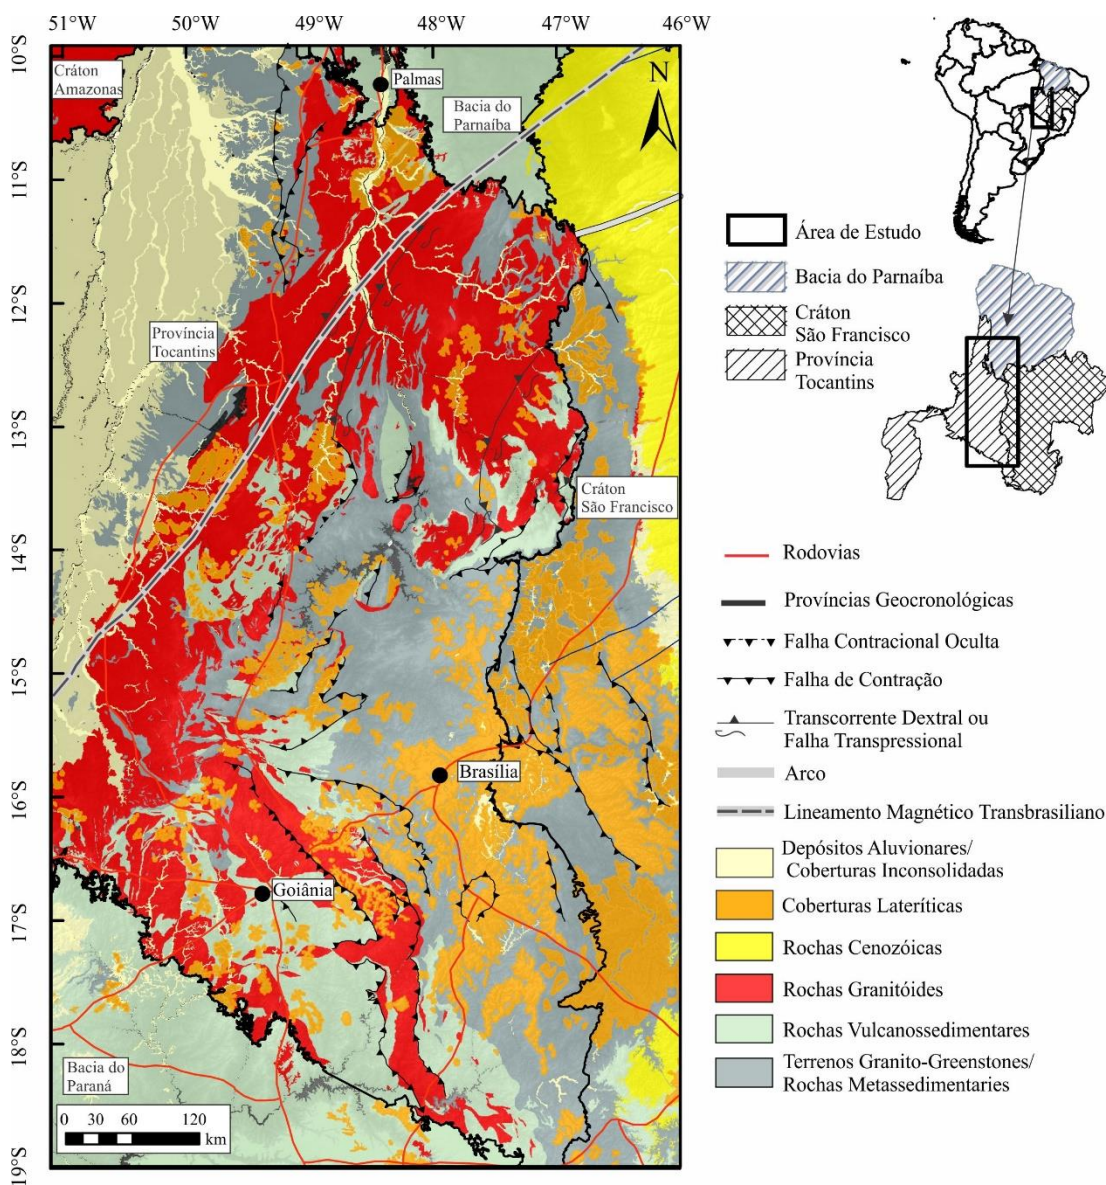 51°W
50°W
49°W
48°W
47°W
46°W
10°S
11°S
12°S
13°S
14°S
15°S
16°S
17°S
18°S
19°S
Cráton
Amazonas
Palmas
Bacia do
Parnaíba
N
Província
Tocantins
Cráton
São Francisco
Brasília
Goiânia
Bacia do
Paraná
0 30 60 120
km
Área de Estudo
Bacia do Parnaíba
Cráton
São Francisco
Província
Tocantins
Rodovias
Províncias Geocronológicas
Falha Contracional Oculta
Falha de Contração
Transcorrente Dextral ou
Falha Transpressional
Arco
Lineamento Magnético Transbrasiliano
Depósitos Aluvionares/
Coberturas Inconsolidadas
Coberturas Lateríticas
Rochas Cenozóicas
Rochas Granitóides
Rochas Vulcanossedimentares
Terrenos Granito-Greenstones/
Rochas Metassedimentaries